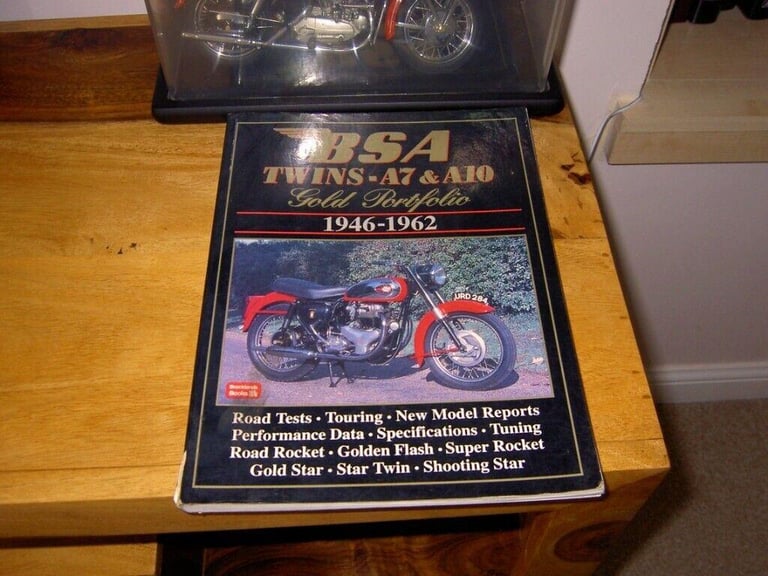 BSA
TWINS - A7 & A10
Gold Portfolio
1946-1962
URD 284
Brooklands
Books
Road Tests • Touring • New Model Reports
Performance Data • Specifications • Tuning
Road Rocket • Golden Flash • Super Rocket
Gold Star • Star Twin • Shooting Star